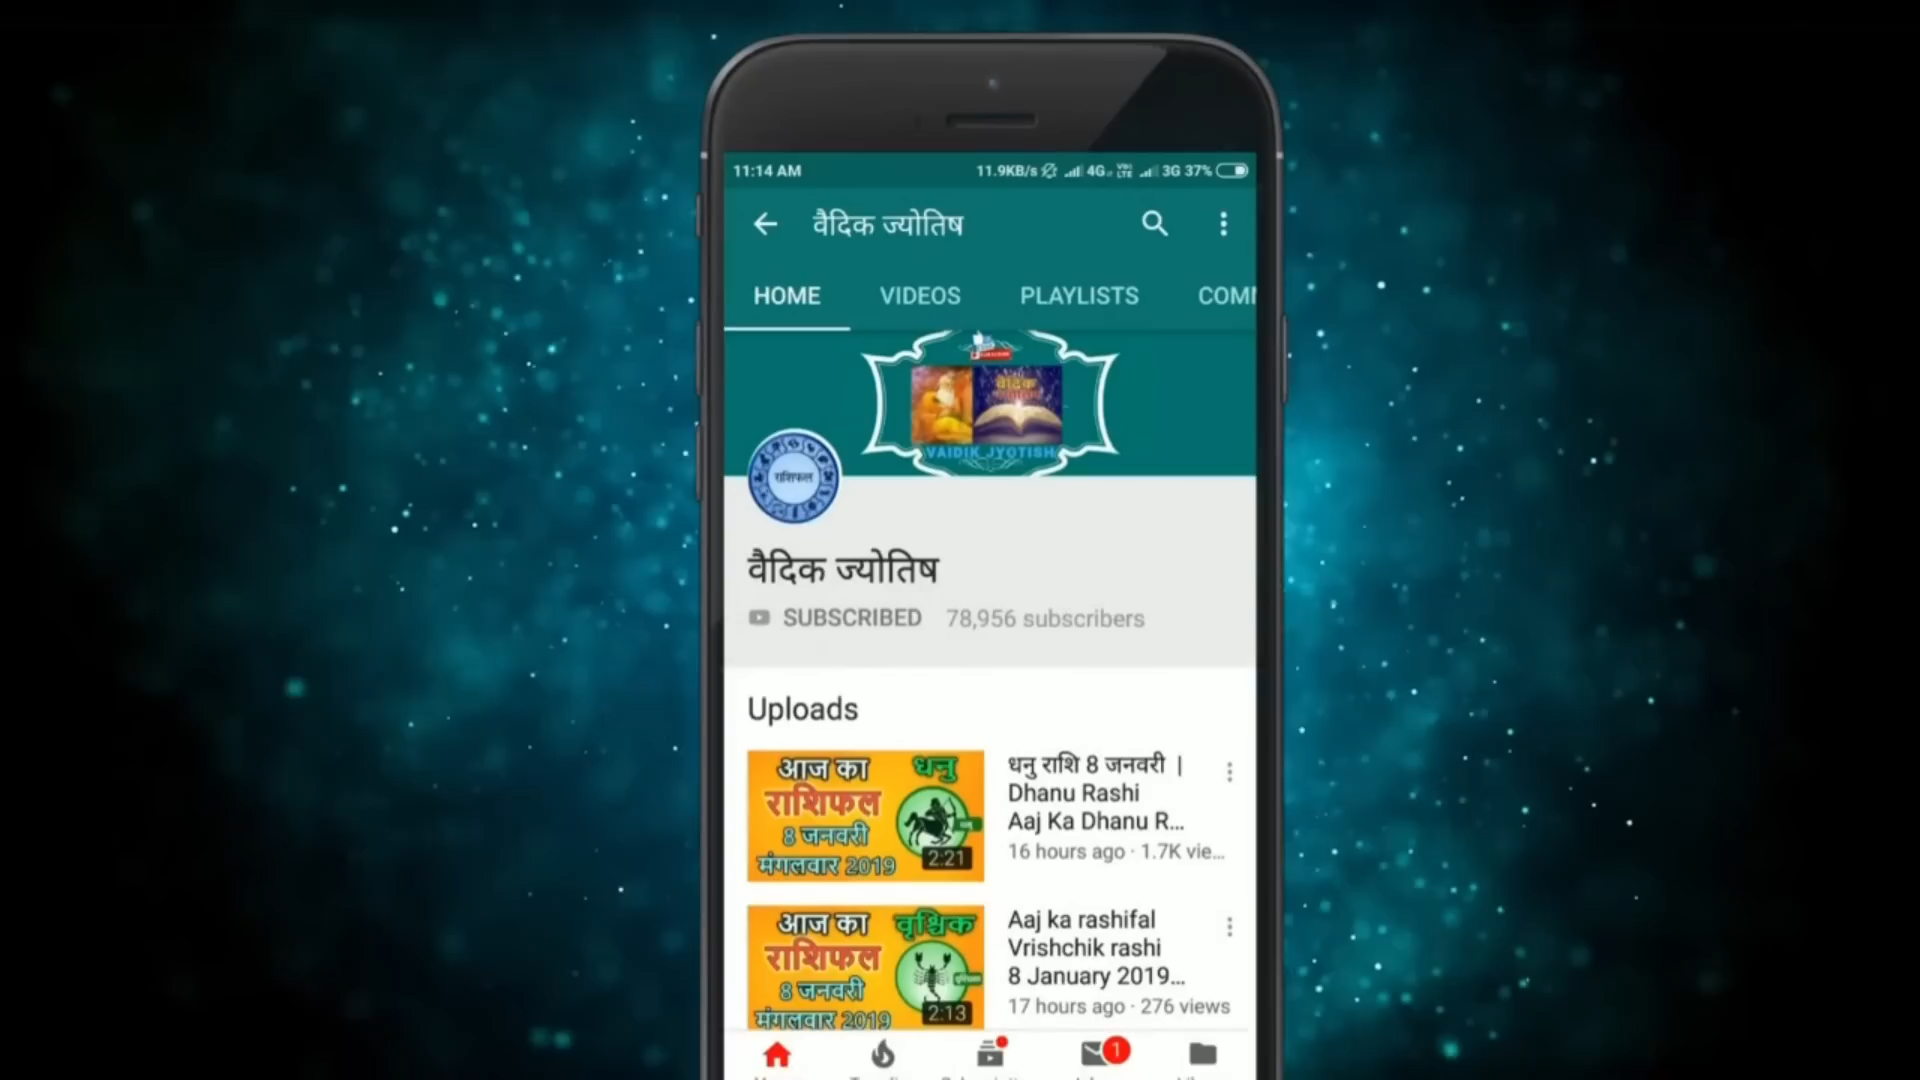 11:14 AM 11.9KB/s 4G 3G 37%
वैदिक ज्योतिष
HOME VIDEOS PLAYLISTS COMM
वैदिक
VAIDIK JYOTISH
राशिफल
वैदिक ज्योतिष
SUBSCRIBED 78,956 subscribers
Uploads
आज का धनु
राशिफल
8 जनवरी
मंगलवार 2019
2:21
धनु राशि 8 जनवरी |
Dhanu Rashi
Aaj Ka Dhanu R...
16 hours ago · 1.7K vie...
आज का वृश्चिक
राशिफल
8 जनवरी
मंगलवार 2019
2:13
Aaj ka rashifal
Vrishchik rashi
8 January 2019...
17 hours ago · 276 views
1